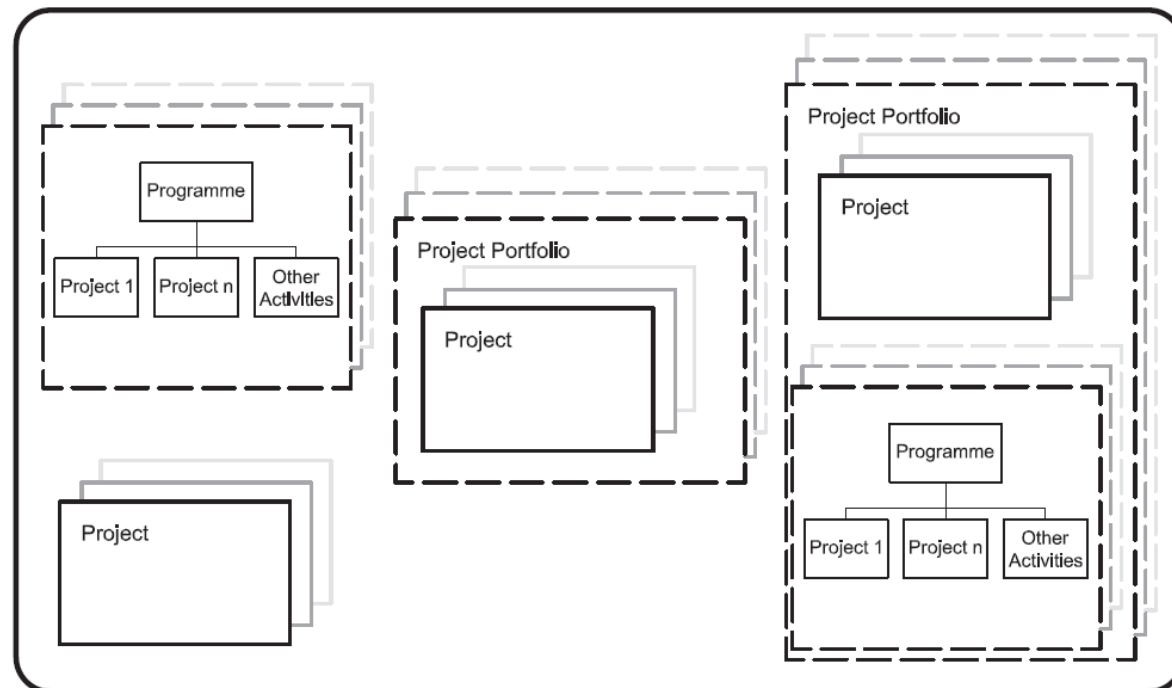 Programme
Project 1
Project n
Other
Activities
Project
Project Portfolio
Project
Project Portfolio
Project
Programme
Project 1
Project n
Other
Activities